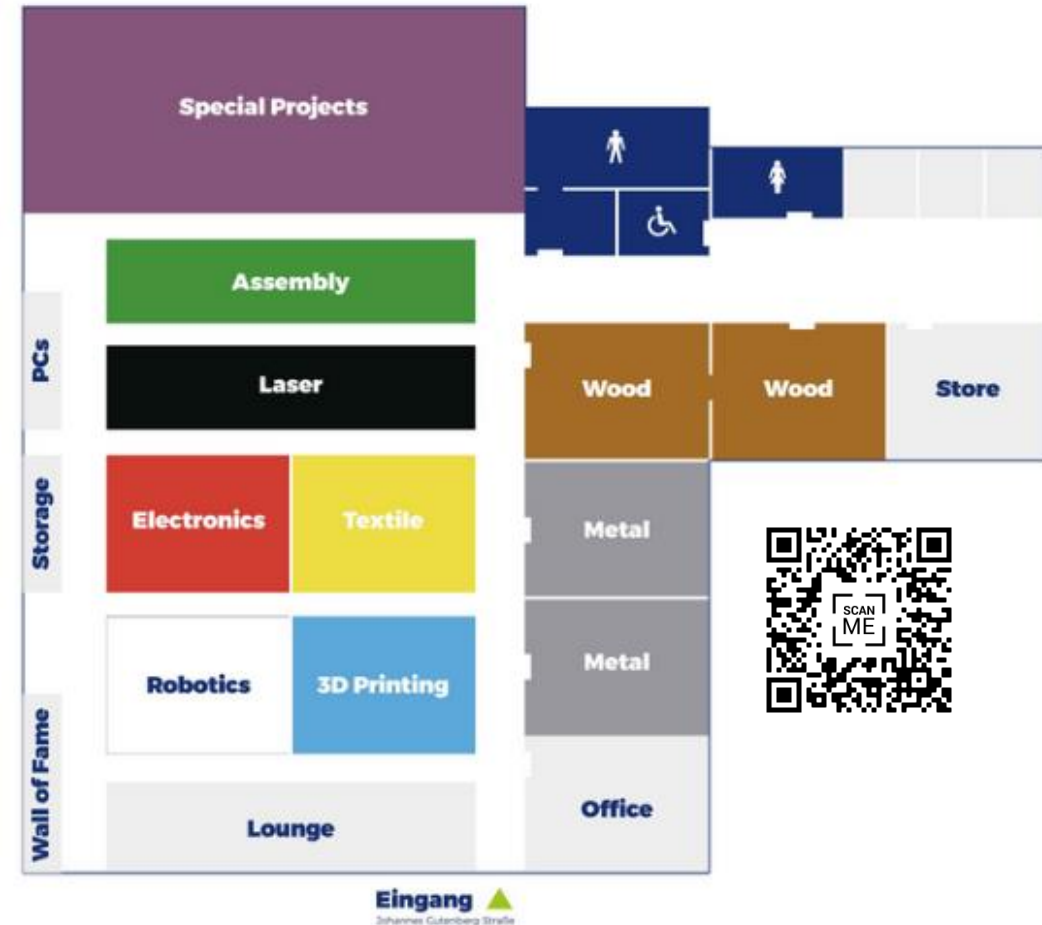 Special Projects
Assembly
PCs
Laser
Wood
Wood
Store
Storage
Electronics
Textile
Metal
SCAN
ME
Robotics
3D Printing
Metal
Wall of Fame
Lounge
Office
Eingang
Johannes Gutenberg Straße